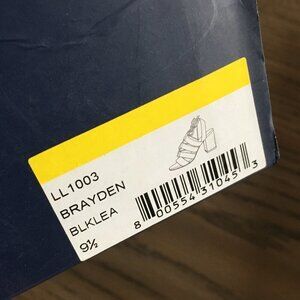 LL1003
BRAYDEN
BLKLEA
9½
8 00554 31045 3